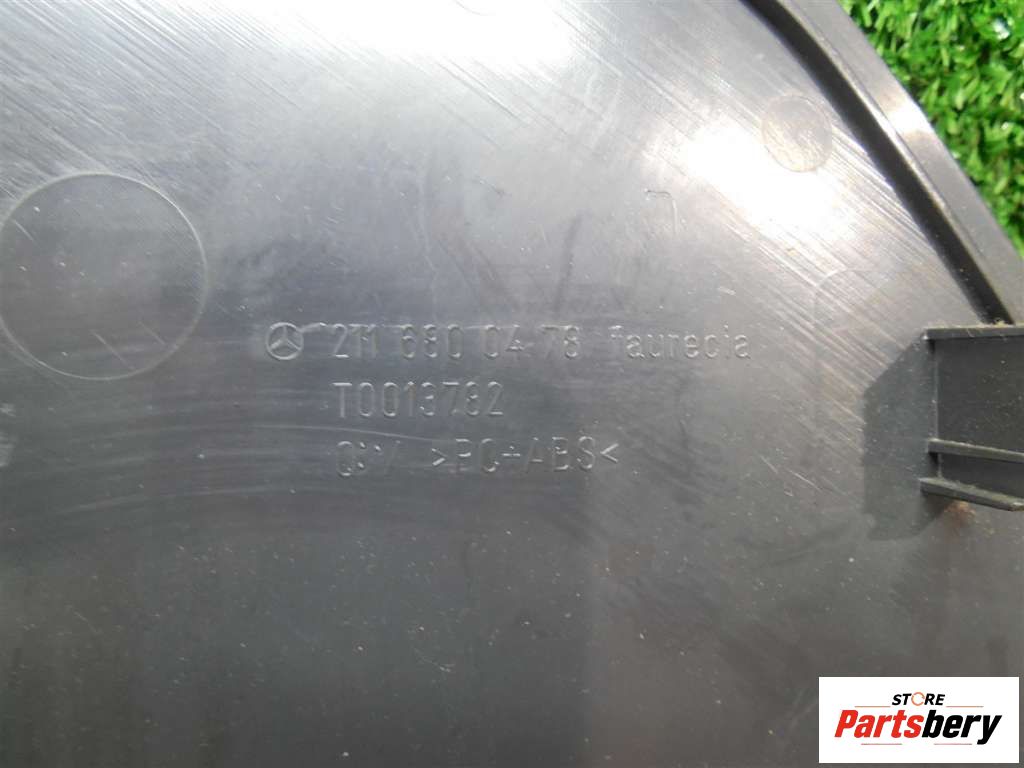 211 680 04 78 faurecia
T0013782
>PC+ABS<
STORE
Partsbery